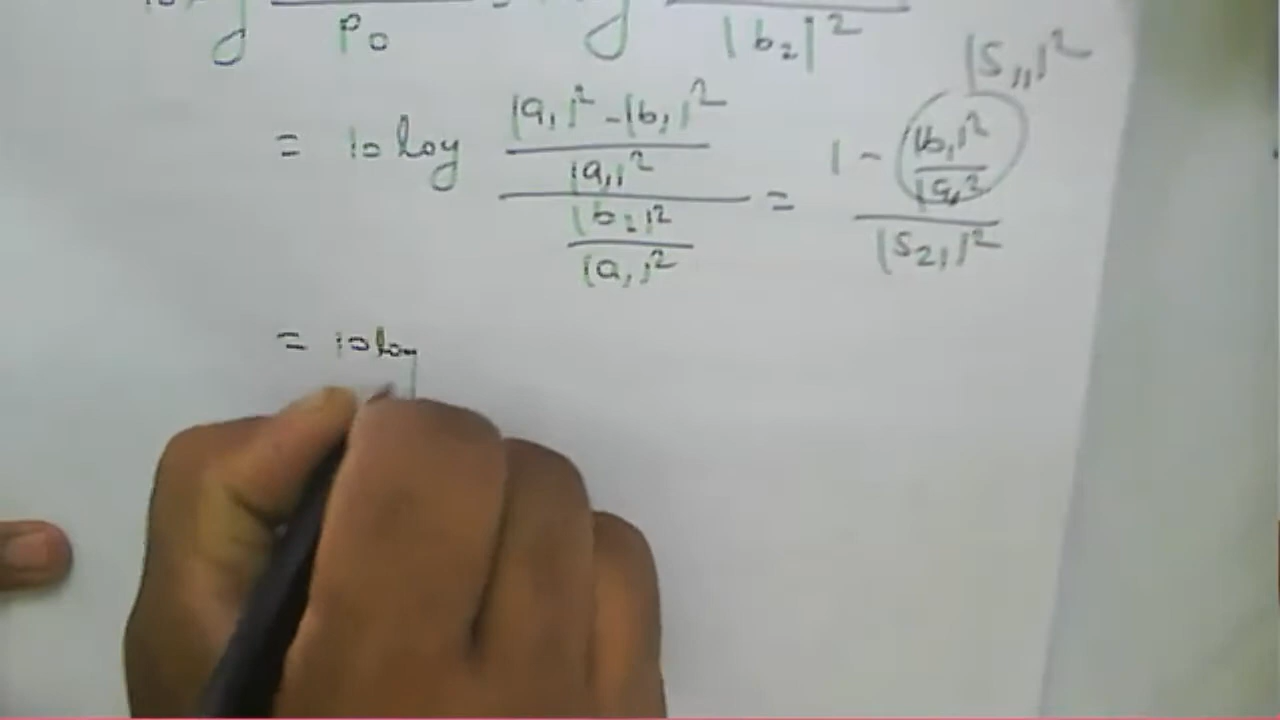 P₀ |b₂|²
|S₁₁|²
= 10 log (|a₁|² - |b₁|²) / |a₁|² / (|b₂|² / |a₁|²) = 1 - |b₁|² / |a₁|² / |S₂₁|²
= 10 log